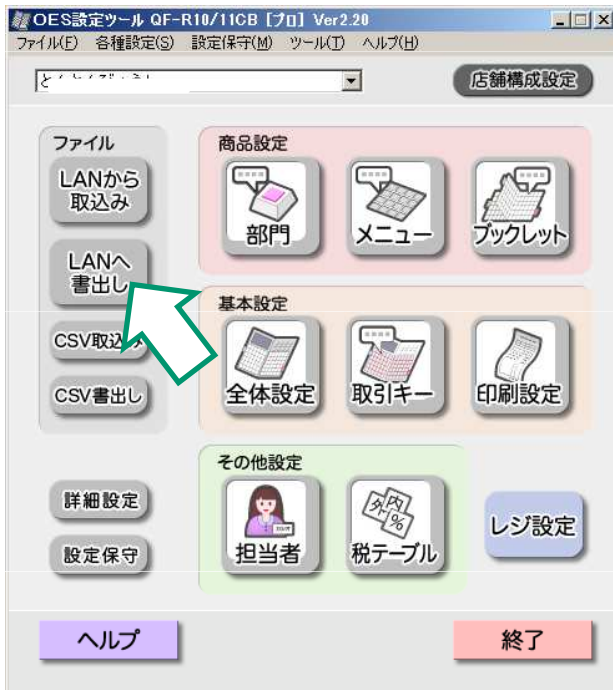 OES設定ツール QF-R10/11CB [プロ] Ver2.20
ファイル(F) 各種設定(S) 設定保守(M) ツール(T) ヘルプ(H)
店舗構成設定
ファイル
LANから
取込み
LANへ
書出し
CSV取込
CSV書出し
詳細設定
設定保守
商品設定
部門
メニュー
ブックレット
基本設定
全体設定
取引キー
印刷設定
その他設定
担当者
税テーブル
内
外
%
レジ設定
ヘルプ
終了